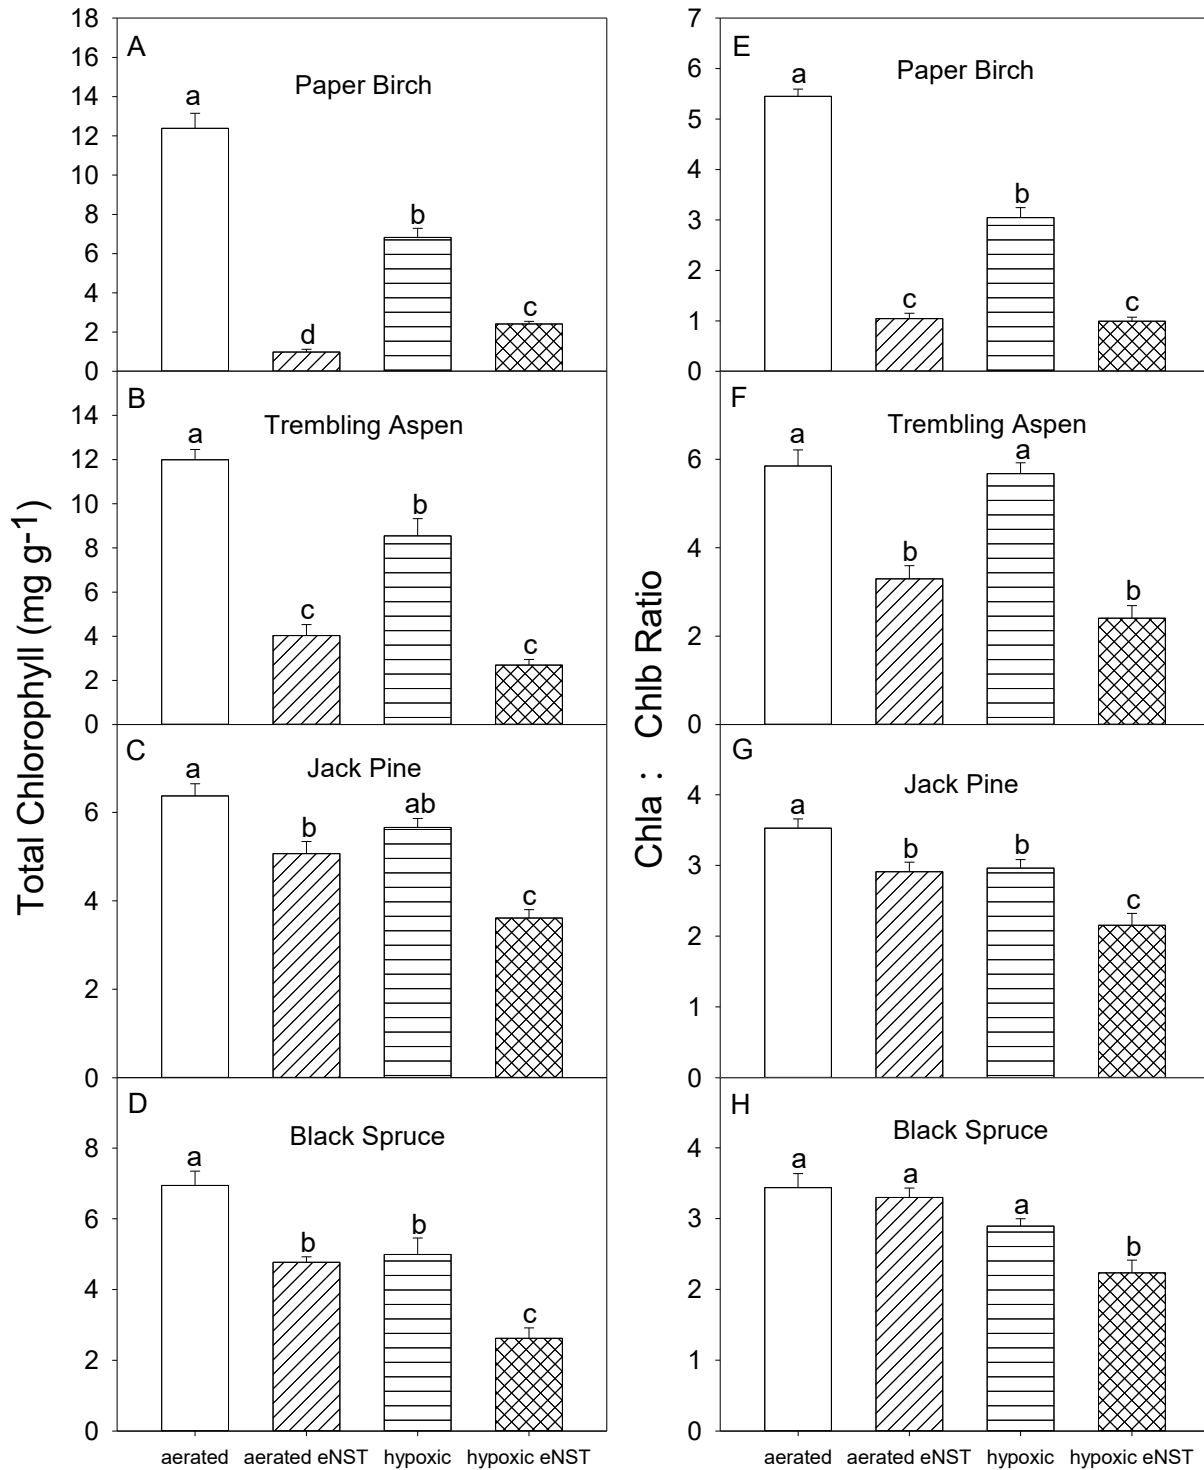 Total Chlorophyll (mg g-1)
18
16
14
12
10
8
6
4
2
0
A
Paper Birch
a
d
b
c
14
12
10
8
6
4
2
0
B
Trembling Aspen
a
c
b
c
6
4
2
0
C
Jack Pine
a
b
ab
c
8
6
4
2
0
D
Black Spruce
a
b
b
c
aerated aerated eNST hypoxic hypoxic eNST
Chla : Chlb Ratio
7
6
5
4
3
2
1
0
E
Paper Birch
a
c
b
c
6
4
2
0
F
Trembling Aspen
a
b
a
b
4
3
2
1
0
G
Jack Pine
a
b
b
c
4
3
2
1
0
H
Black Spruce
a
a
a
b
aerated aerated eNST hypoxic hypoxic eNST